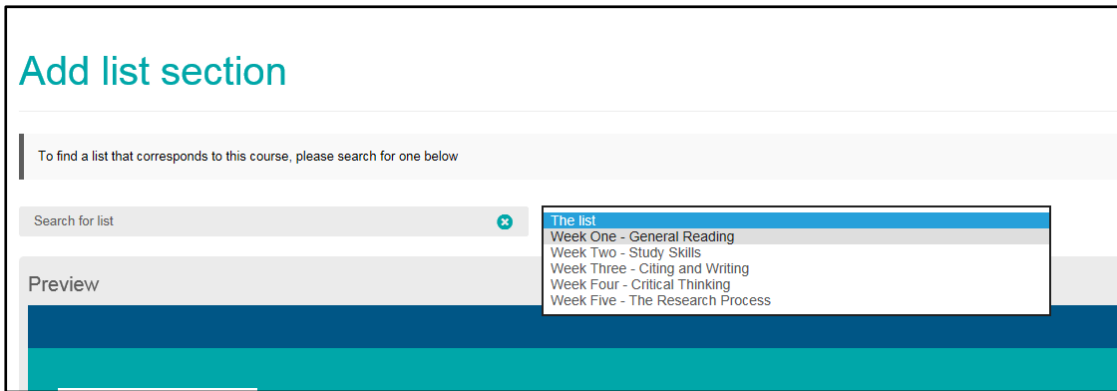 Add list section
To find a list that corresponds to this course, please search for one below
Search for list
The list
Week One - General Reading
Week Two - Study Skills
Week Three - Citing and Writing
Week Four - Critical Thinking
Week Five - The Research Process
Preview